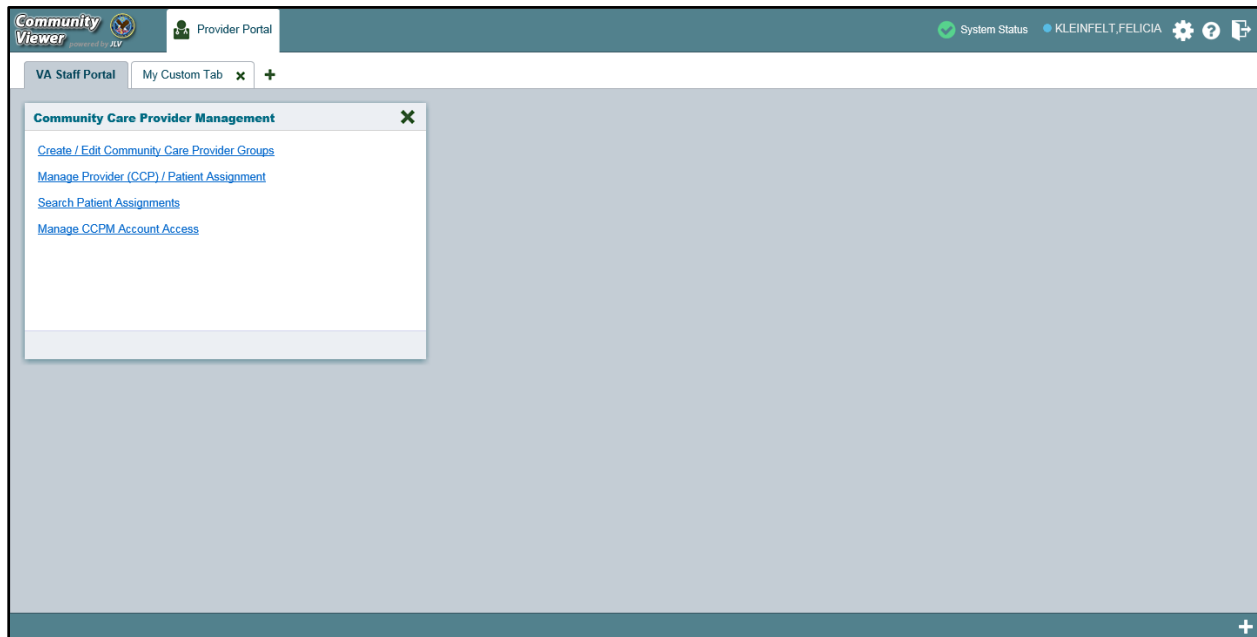 Community
Viewer powered by JLV
Provider Portal
System Status
KLEINFELT,FELICIA
VA Staff Portal
My Custom Tab
Community Care Provider Management
Create / Edit Community Care Provider Groups
Manage Provider (CCP) / Patient Assignment
Search Patient Assignments
Manage CCPM Account Access